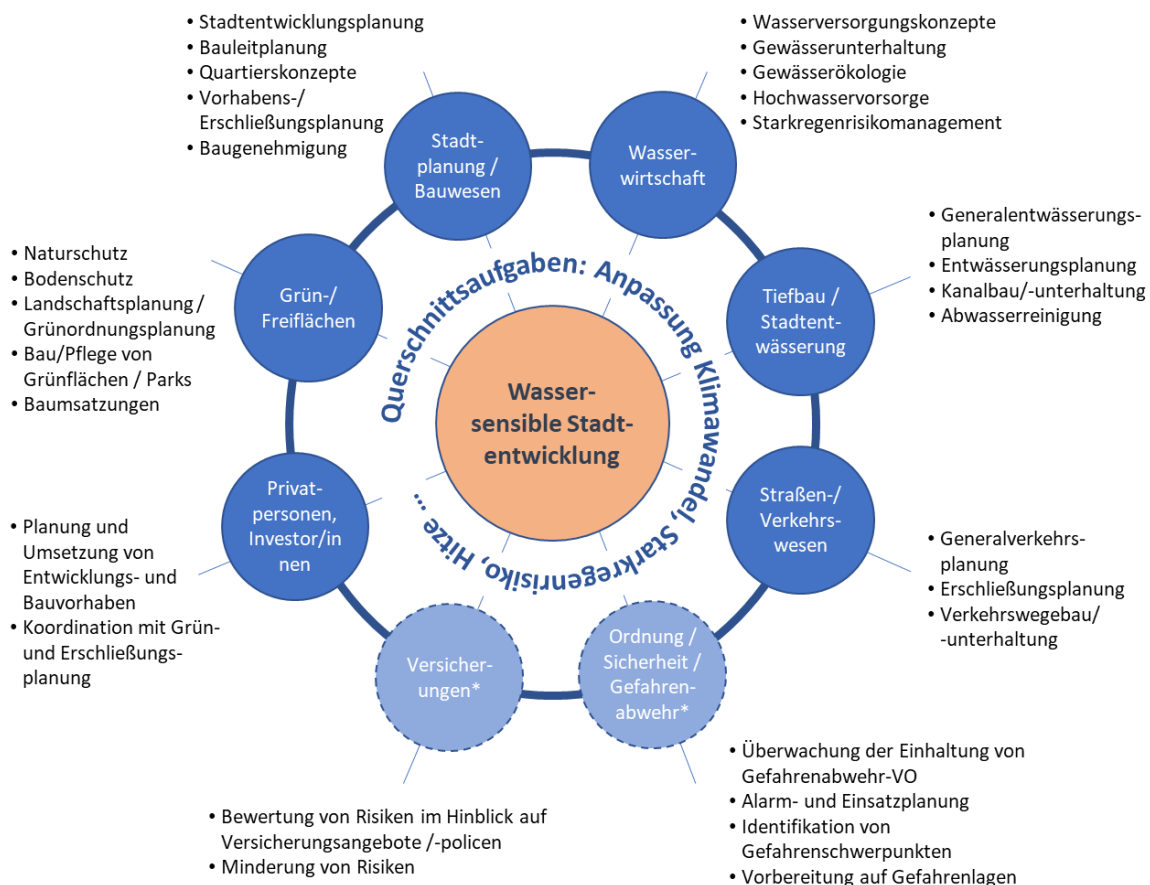 • Stadtentwicklungsplanung
• Bauleitplanung
• Quartierskonzepte
• Vorhabens-/
Erschließungsplanung
• Baugenehmigung
• Wasserversorgungskonzepte
• Gewässerunterhaltung
• Gewässerökologie
• Hochwasservorsorge
• Starkregenrisikomanagement
Stadt-
planung /
Bauwesen
Wasser-
wirtschaft
• Naturschutz
• Bodenschutz
• Landschaftsplanung /
Grünordnungsplanung
• Bau/Pflege von
Grünflächen / Parks
• Baumsatzungen
Grün-/
Freiflächen
Tiefbau /
Stadtent-
wässerung
• Generalentwässerungs-
planung
• Entwässerungsplanung
• Kanalbau/-unterhaltung
• Abwasserreinigung
Querschnittsaufgaben: Anpassung Klimawandel, Starkregenrisiko, Hitze ...
Wasser-
sensible Stadt-
entwicklung
Privat-
personen,
Investor/in
nen
• Planung und
Umsetzung von
Entwicklungs- und
Bauvorhaben
• Koordination mit Grün-
und Erschließungs-
planung
Straßen-/
Verkehrs-
wesen
• Generalverkehrs-
planung
• Erschließungsplanung
• Verkehrswegebau/
-unterhaltung
Versicher-
ungen*
Ordnung /
Sicherheit /
Gefahren-
abwehr*
• Bewertung von Risiken im Hinblick auf
Versicherungsangebote /-policen
• Minderung von Risiken
• Überwachung der Einhaltung von
Gefahrenabwehr-VO
• Alarm- und Einsatzplanung
• Identifikation von
Gefahrenschwerpunkten
• Vorbereitung auf Gefahrenlagen